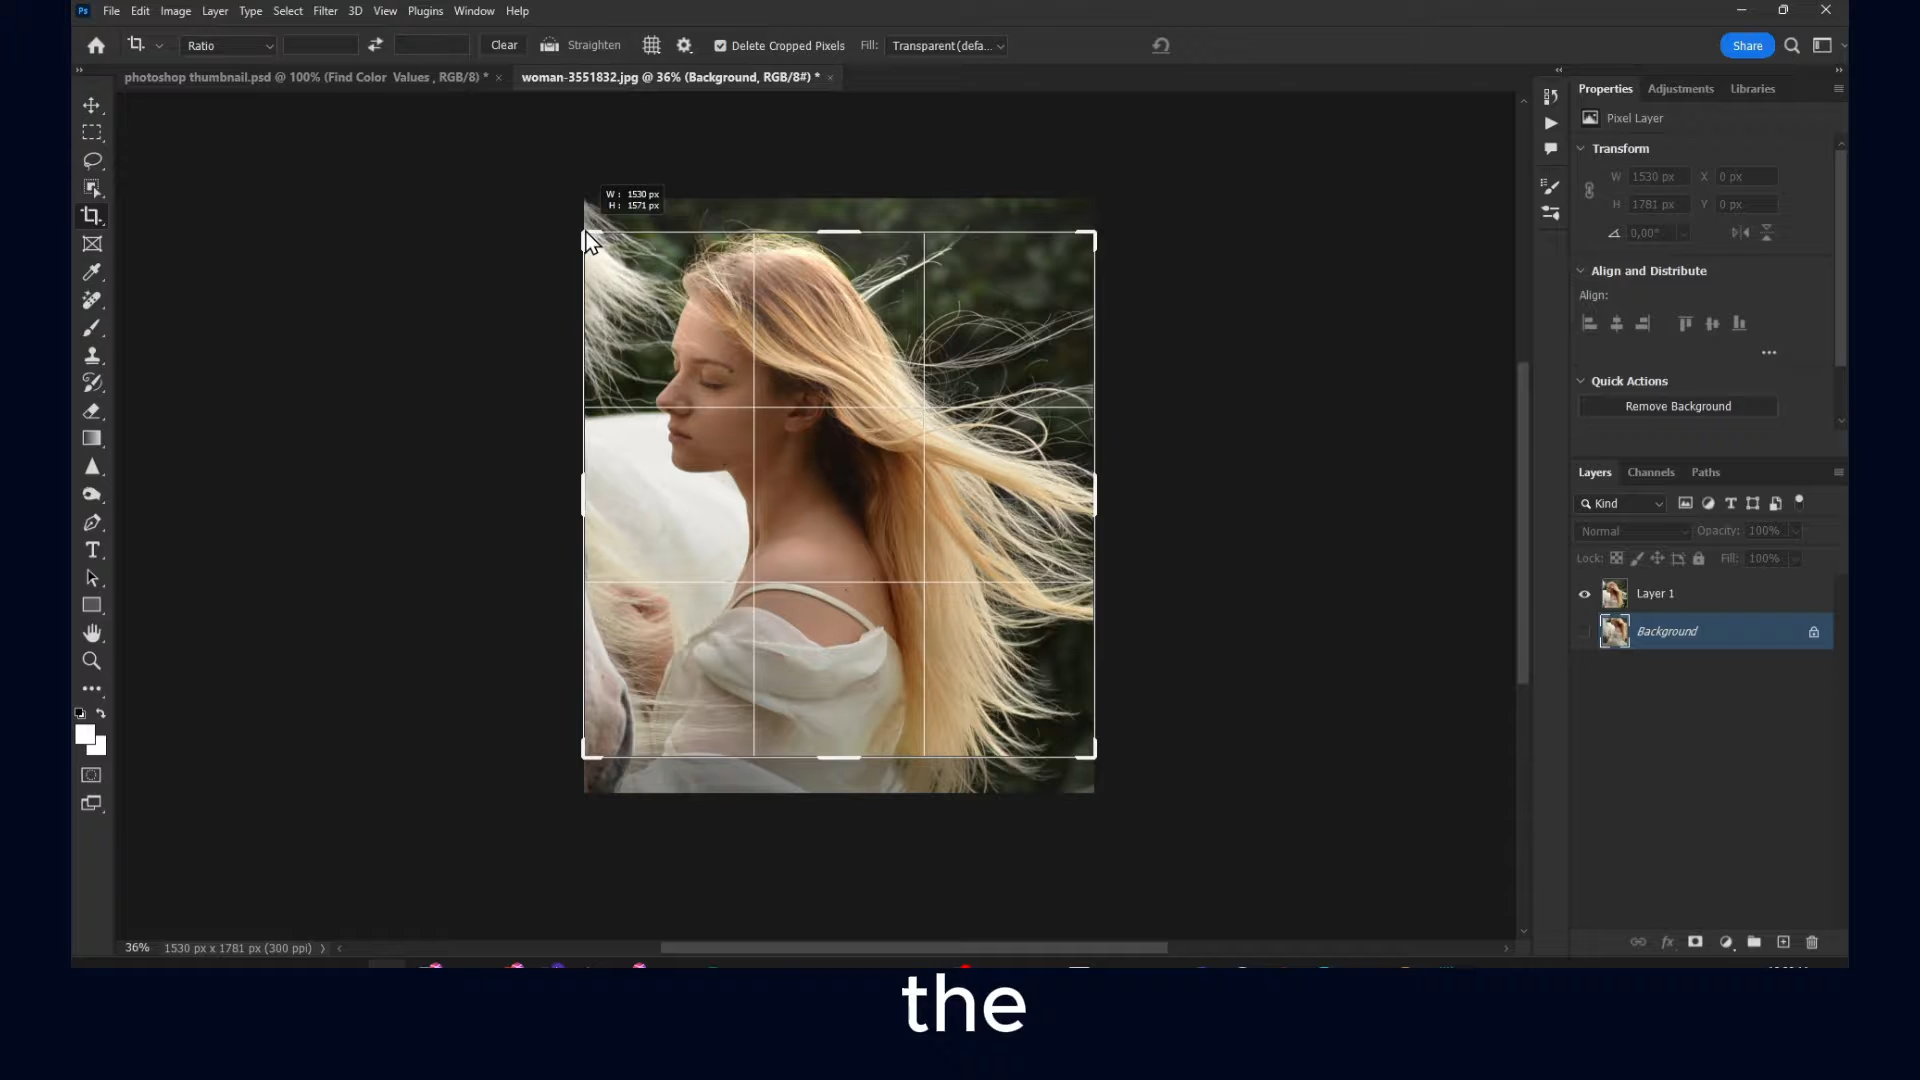 Ps File Edit Image Layer Type Select Filter 3D View Plugins Window Help
Ratio Clear Straighten Delete Cropped Pixels Fill: Transparent (defa... Share
photoshop thumbnail.psd @ 100% (Find Color Values , RGB/8) * × woman-3551832.jpg @ 36% (Background, RGB/8#) * ×
Properties Adjustments Libraries
Pixel Layer
Transform
W 1530 px X 0 px
H 1781 px Y 0 px
0,00°
Align and Distribute
Align:
Quick Actions
Remove Background
W : 1530 px
H : 1571 px
Layers Channels Paths
Kind
Normal Opacity: 100%
Lock: Fill: 100%
Layer 1
Background
fx
36% 1530 px x 1781 px (300 ppi)
the